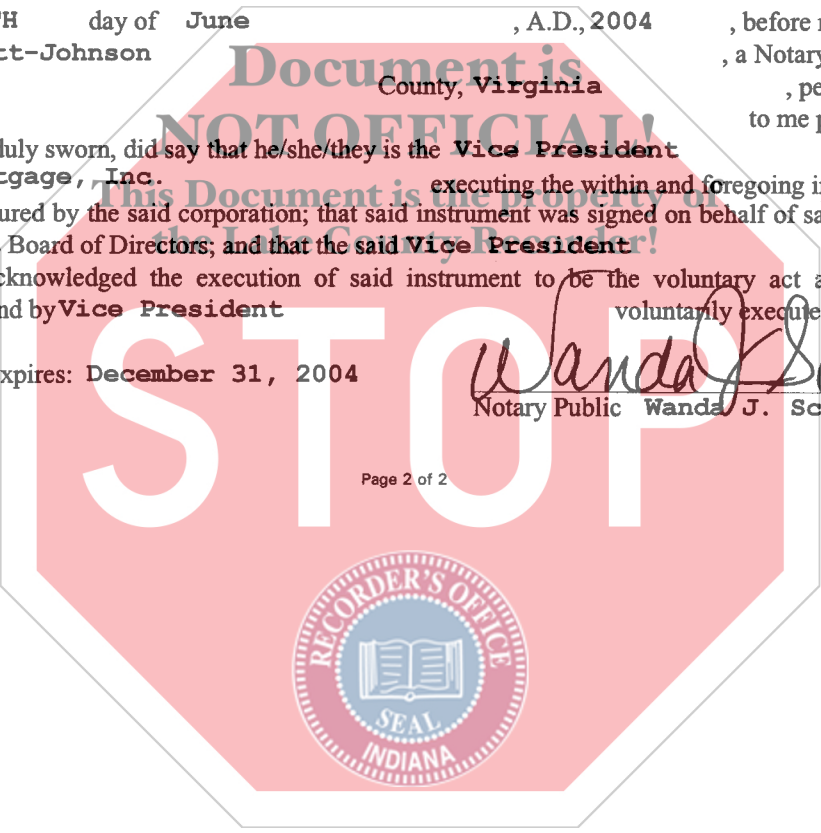 TH day of June , A.D., 2004 , before
tt-Johnson , a Notary
County, Virginia , pe
to me p
duly sworn, did say that he/she/they is the Vice President
tgage, Inc. executing the within and foregoing in
ured by the said corporation; that said instrument was signed on behalf of sa
Board of Directors; and that the said Vice President
cknowledged the execution of said instrument to be the voluntary act a
nd by Vice President voluntarily execute
xpires: December 31, 2004
Wanda J. Sc
Notary Public Wanda J. Sc
Page 2 of 2
Document is
NOT OFFICIAL!
This Document is the property of
the Lake County Recorder!
STOP
RECORDER'S OFFICE
SEAL
INDIANA